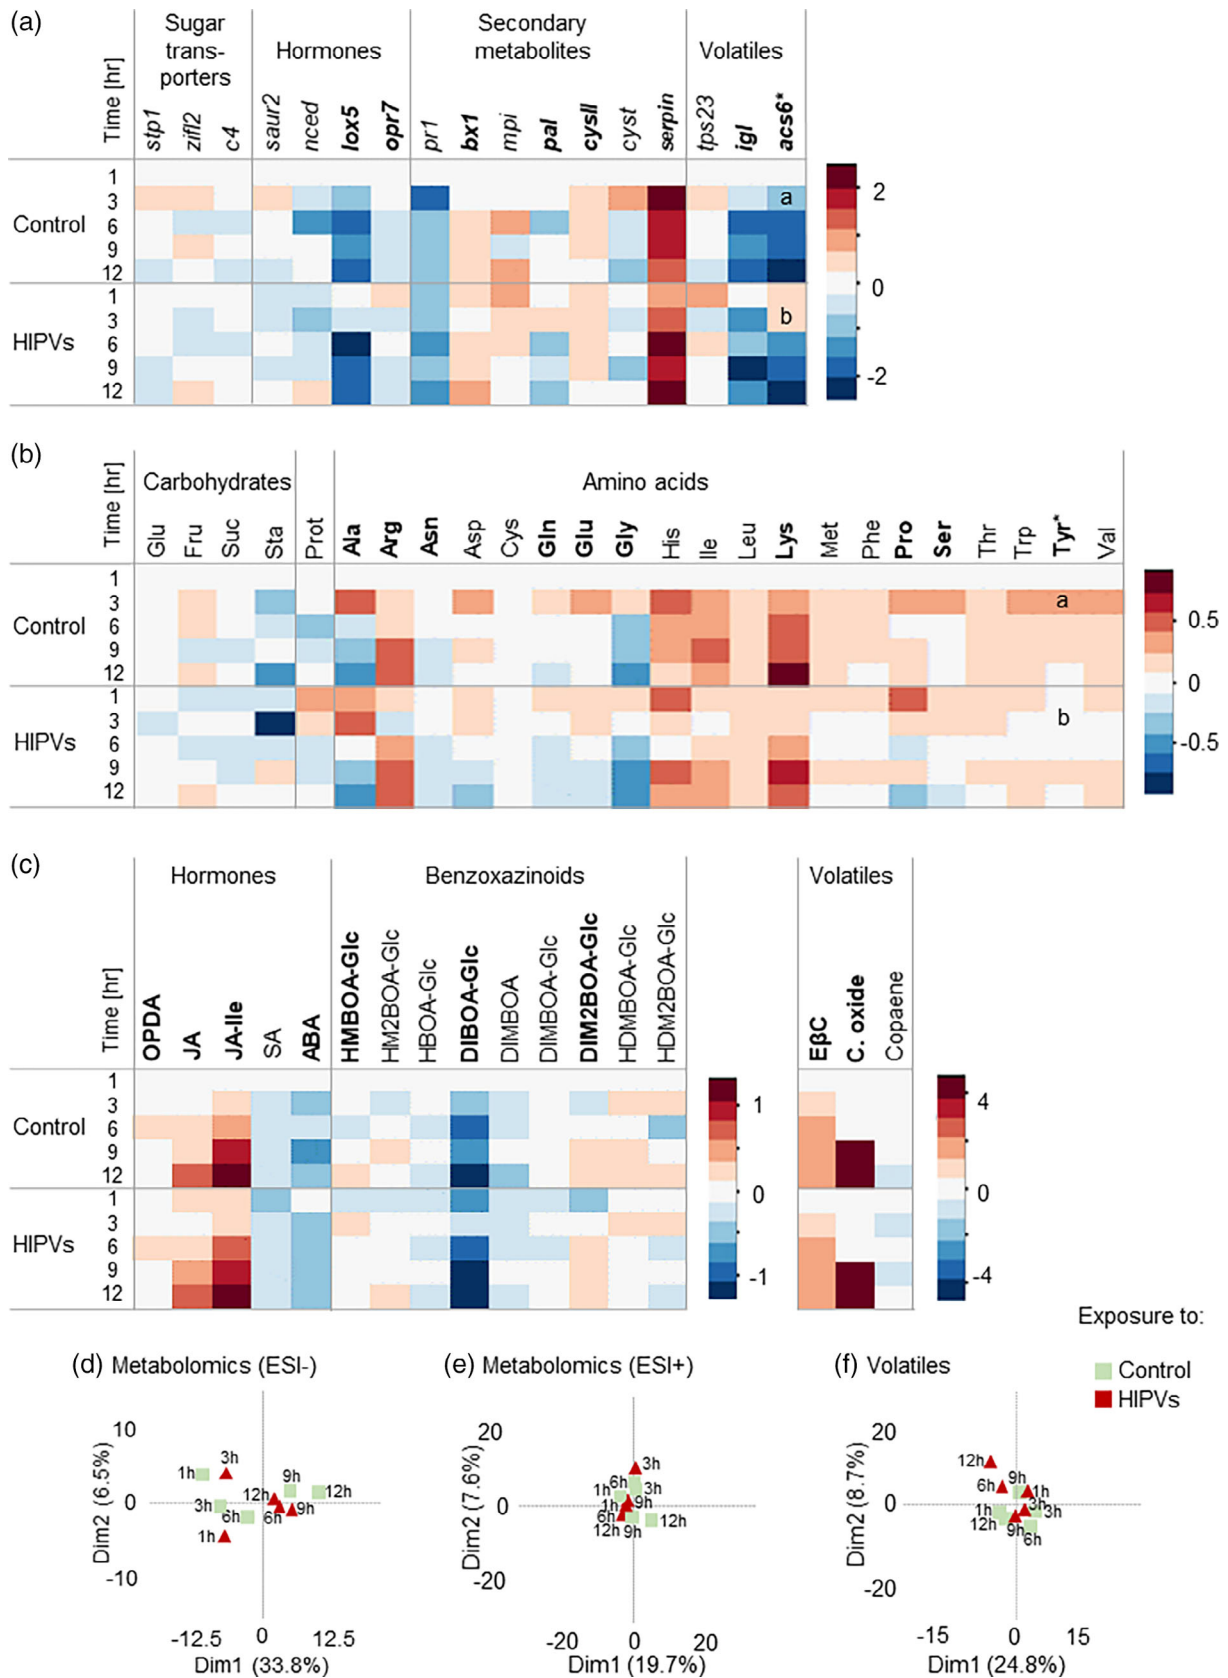 (a)
Sugar trans-porters
Hormones
Secondary metabolites
Volatiles
Time [hr]
stp1 zifl2 c4 saur2 nced lox5 opr7 pr1 bx1 mpi pal cysII cyst serpin tps23 igl acs6*
Control
1
3 a
6
9
12
HIPVs
1
3 b
6
9
12
2
0
-2
(b)
Carbohydrates
Amino acids
Time [hr]
Glu Fru Suc Sta Prot Ala Arg Asn Asp Cys Gln Glu Gly His Ile Leu Lys Met Phe Pro Ser Thr Trp Tyr* Val
Control
1
3 a
6
9
12
HIPVs
1
3 b
6
9
12
0.5
0
-0.5
(c)
Hormones
Benzoxazinoids
Volatiles
Time [hr]
OPDA JA JA-Ile SA ABA HMBOA-Glc HM2BOA-Glc HBOA-Glc DIBOA-Glc DIMBOA DIMBOA-Glc DIM2BOA-Glc HDMBOA-Glc HDM2BOA-Glc EβC C. oxide Copaene
Control
1
3
6
9
12
HIPVs
1
3
6
9
12
1
0
-1
4
0
-4
Exposure to:
Control
HIPVs
(d) Metabolomics (ESI-)
Dim2 (6.5%)
10
0
-10
1h 3h 9h 12h 12h 3h 6h 6h 9h 1h
-12.5 0 12.5
Dim1 (33.8%)
(e) Metabolomics (ESI+)
Dim2 (7.6%)
20
0
-20
3h 6h 3h 1h 1h 9h 6h 12h 9h 12h
-20 0 20
Dim1 (19.7%)
(f) Volatiles
Dim2 (8.7%)
20
0
-20
12h 6h 9h 1h 1h 3h 3h 12h 9h 6h
-15 0 15
Dim1 (24.8%)